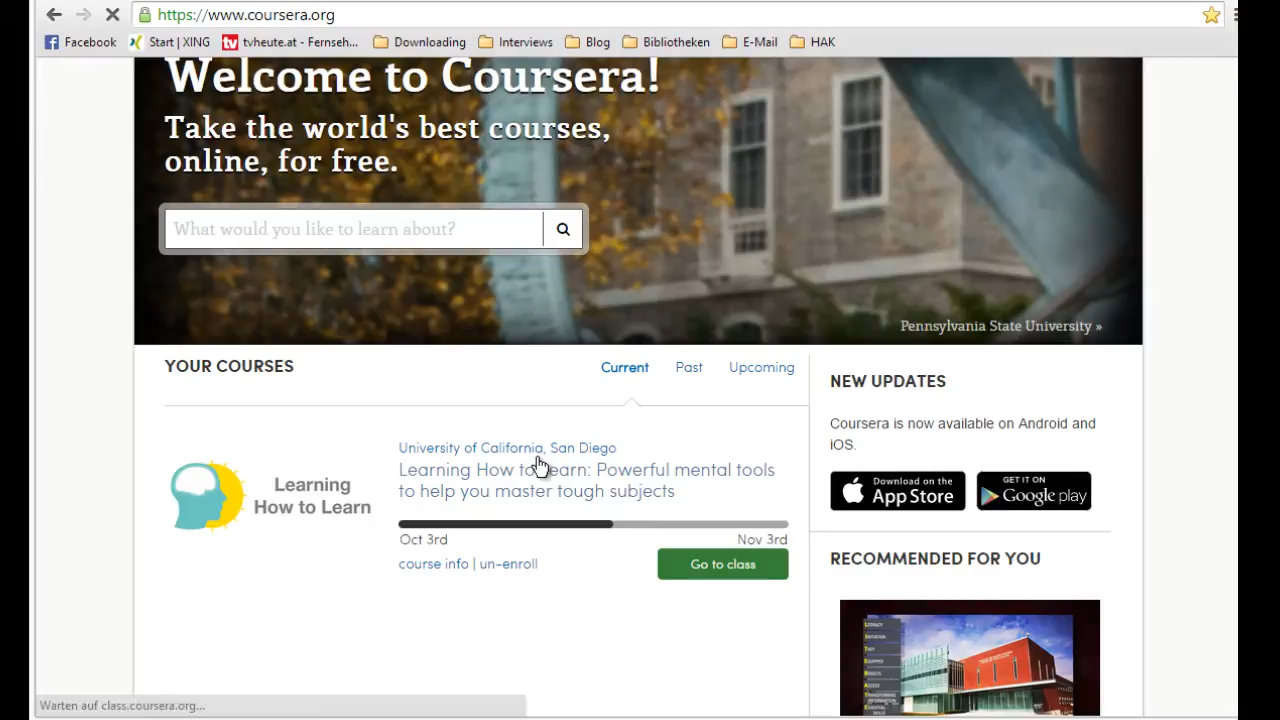 https://www.coursera.org
Facebook
Start | XING
tv
tvheute.at - Fernseh...
Downloading
Interviews
Blog
Bibliotheken
E-Mail
HAK
Welcome to Coursera!
Take the world's best courses,
online, for free.
What would you like to learn about?
Pennsylvania State University »
YOUR COURSES
Current
Past
Upcoming
University of California, San Diego
Learning How to Learn: Powerful mental tools
to help you master tough subjects
Learning
How to Learn
Oct 3rd
Nov 3rd
course info | un-enroll
Go to class
NEW UPDATES
Coursera is now available on Android and
iOS.
Download on the
App Store
GET IT ON
Google play
RECOMMENDED FOR YOU
Warten auf class.coursera.org...